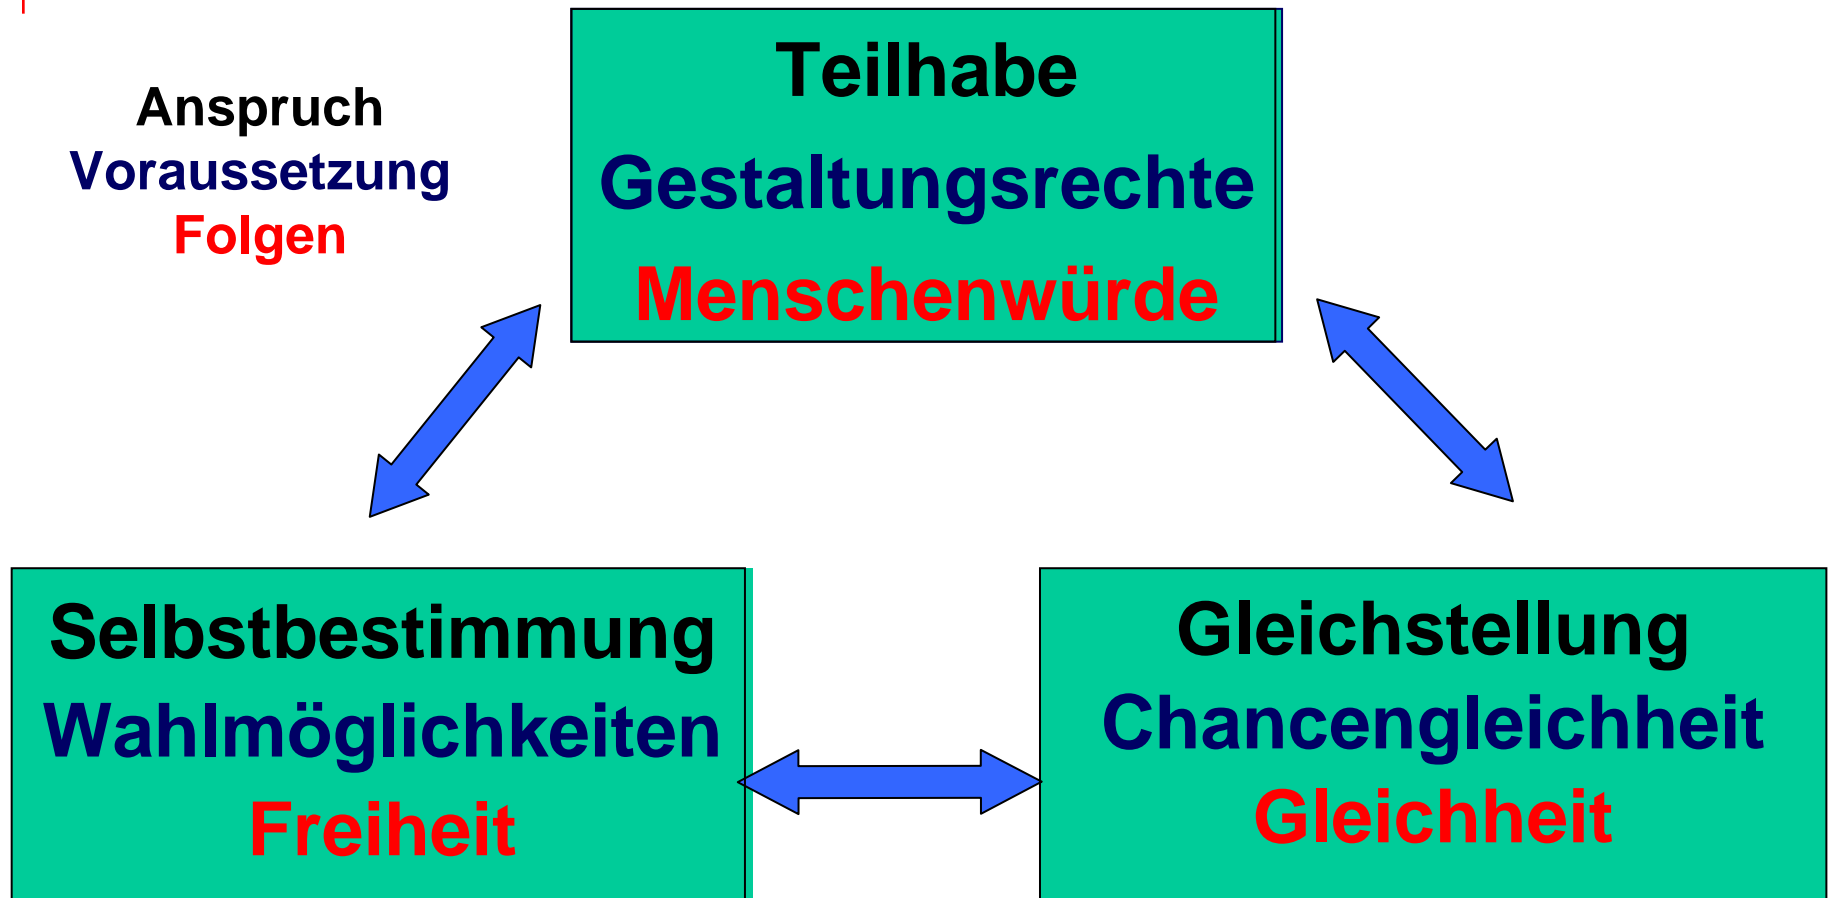 Anspruch
Voraussetzung
Folgen
Teilhabe
Gestaltungsrechte
Menschenwürde
Selbstbestimmung
Wahlmöglichkeiten
Freiheit
Gleichstellung
Chancengleichheit
Gleichheit